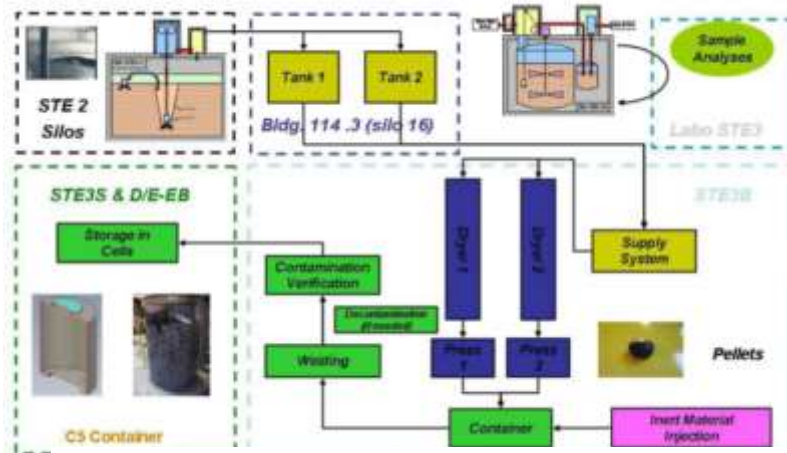 STE 2
Silos
Tank 1
Tank 2
Bldg. 114 .3 (silo 16)
Sample
Analyses
Labo STE3
STE3S & D/E-EB
STE3B
Storage in
Cells
Contamination
Verification
Decontamination
(if needed)
Welding
Dryer 1
Dryer 2
Supply
System
Press
1
Press
2
Pellets
C5 Container
Container
Inert Material
Injection